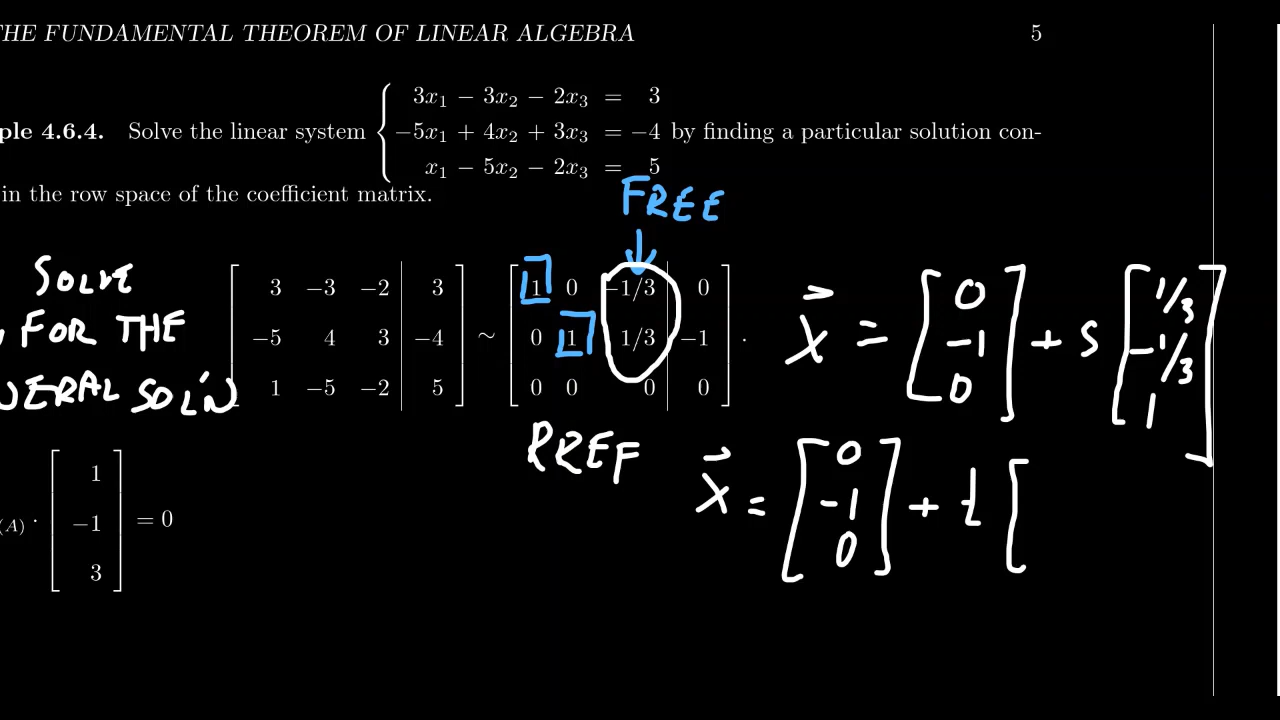 THE FUNDAMENTAL THEOREM OF LINEAR ALGEBRA 5
3x₁ − 3x₂ − 2x₃ = 3
ple 4.6.4. Solve the linear system −5x₁ + 4x₂ + 3x₃ = −4 by finding a particular solution con-
x₁ − 5x₂ − 2x₃ = 5
in the row space of the coefficient matrix.
FREE
SOLVE
FOR THE
NERAL SOL'N
3 −3 −2 3 1 0 −1/3 0
−5 4 3 −4 ∼ 0 1 1/3 −1 .
1 −5 −2 5 0 0 0 0
RREF
x = [0 -1 0] + s [1/3 -1/3 1]
x = [0 -1 0] + t [
(A) · [1 −1 3] = 0